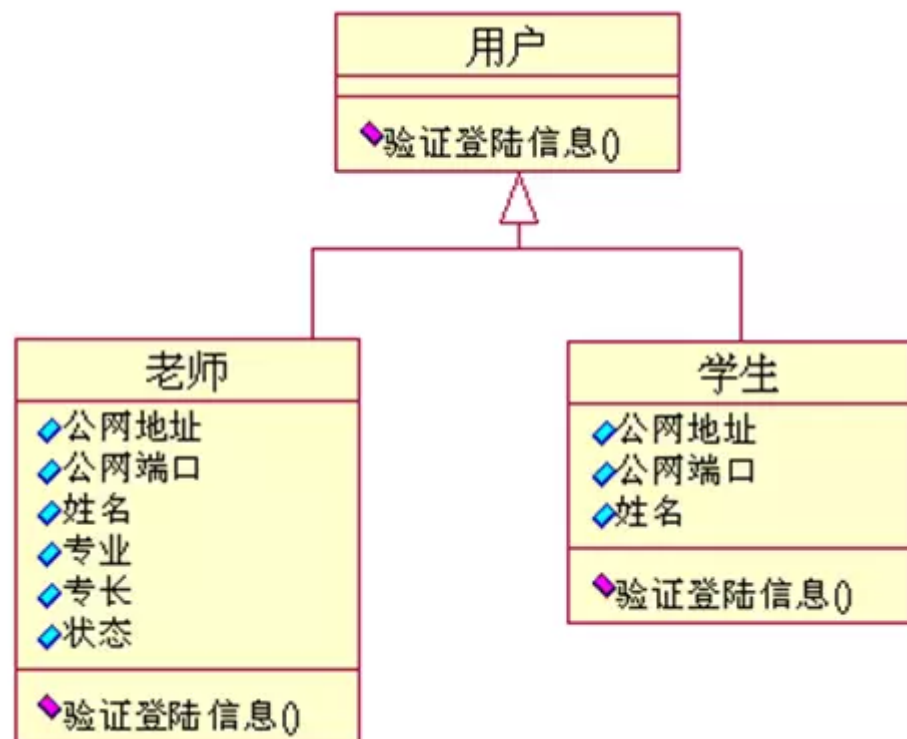 用户
验证登陆信息()
老师
公网地址
公网端口
姓名
专业
专长
状态
验证登陆信息()
学生
公网地址
公网端口
姓名
验证登陆信息()